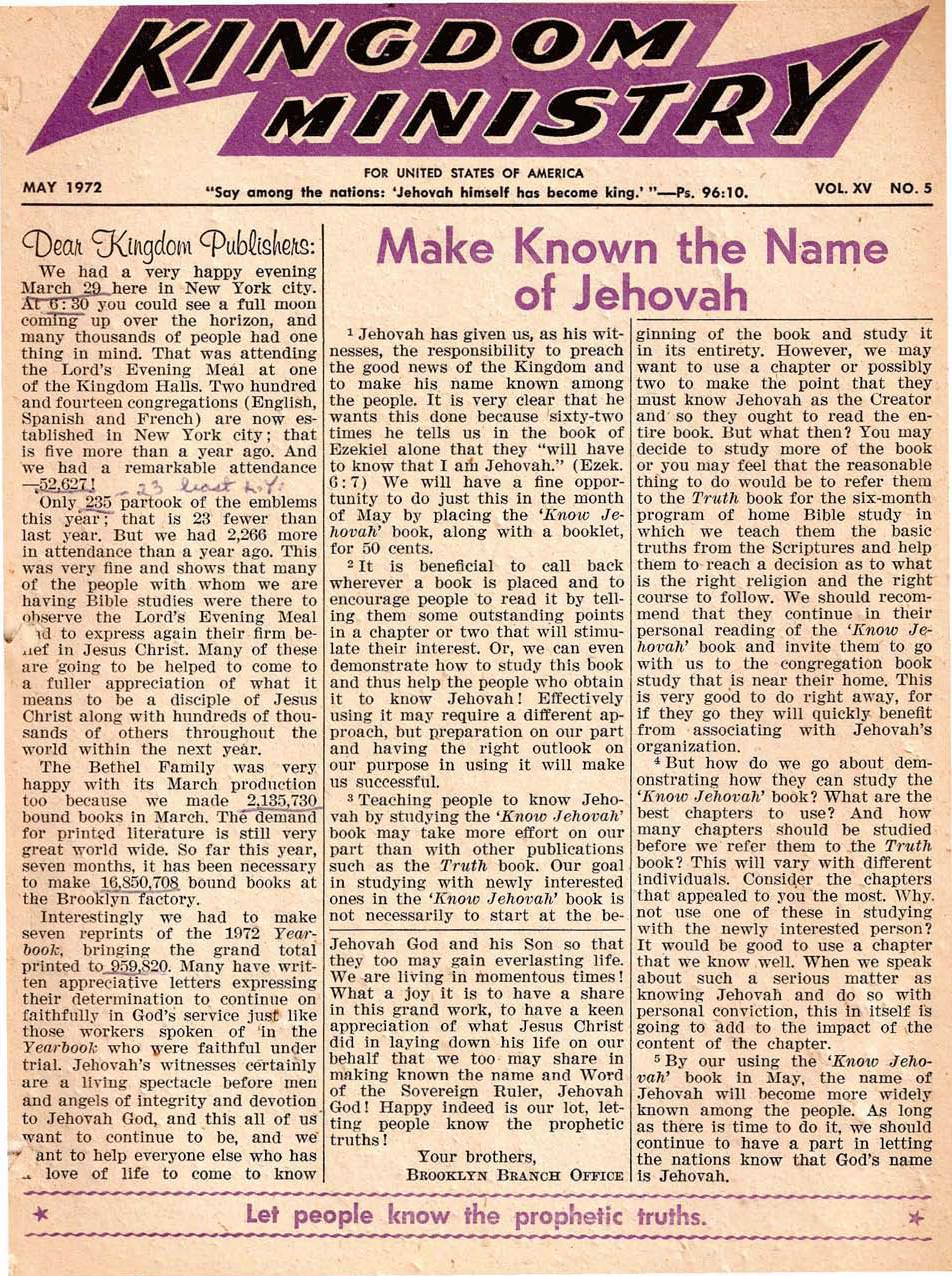 KINGDOM
MINISTRY
FOR UNITED STATES OF AMERICA
MAY 1972
"Say among the nations: 'Jehovah himself has become king.' "—Ps. 96:10.
VOL. XV NO. 5
Dear Kingdom Publishers:
We had a very happy evening
March 29 here in New York city.
At 6:30 you could see a full moon
coming up over the horizon, and
many thousands of people had one
thing in mind. That was attending
the Lord's Evening Meal at one
of the Kingdom Halls. Two hundred
and fourteen congregations (English,
Spanish and French) are now es-
tablished in New York city; that
is five more than a year ago. And
we had a remarkable attendance
—52,627!
– 23 least L.Y.
Only 235 partook of the emblems
this year; that is 23 fewer than
last year. But we had 2,266 more
in attendance than a year ago. This
was very fine and shows that many
of the people with whom we are
having Bible studies were there to
observe the Lord's Evening Meal
d to express again their firm be-
lief in Jesus Christ. Many of these
are going to be helped to come to
a fuller appreciation of what it
means to be a disciple of Jesus
Christ along with hundreds of thou-
sands of others throughout the
world within the next year.
The Bethel Family was very
happy with its March production
too because we made 2,135,730
bound books in March. The demand
for printed literature is still very
great world wide. So far this year,
seven months, it has been necessary
to make 16,850,708 bound books at
the Brooklyn factory.
Interestingly we had to make
seven reprints of the 1972 Year-
book, bringing the grand total
printed to 959,820. Many have writ-
ten appreciative letters expressing
their determination to continue on
faithfully in God's service just like
those workers spoken of in the
Yearbook who were faithful under
trial. Jehovah's witnesses certainly
are a living spectacle before men
and angels of integrity and devotion
to Jehovah God, and this all of us
want to continue to be, and we
ant to help everyone else who has
a love of life to come to know
Make Known the Name
of Jehovah
1 Jehovah has given us, as his wit-
nesses, the responsibility to preach
the good news of the Kingdom and
to make his name known among
the people. It is very clear that he
wants this done because sixty-two
times he tells us in the book of
Ezekiel alone that they "will have
to know that I am Jehovah." (Ezek.
6:7) We will have a fine oppor-
tunity to do just this in the month
of May by placing the 'Know Je-
hovah' book, along with a booklet,
for 50 cents.
2 It is beneficial to call back
wherever a book is placed and to
encourage people to read it by tell-
ing them some outstanding points
in a chapter or two that will stimu-
late their interest. Or, we can even
demonstrate how to study this book
and thus help the people who obtain
it to know Jehovah! Effectively
using it may require a different ap-
proach, but preparation on our part
and having the right outlook on
our purpose in using it will make
us successful.
3 Teaching people to know Jeho-
vah by studying the 'Know Jehovah'
book may take more effort on our
part than with other publications
such as the Truth book. Our goal
in studying with newly interested
ones in the 'Know Jehovah' book is
not necessarily to start at the be-
Jehovah God and his Son so that
they too may gain everlasting life.
We are living in momentous times!
What a joy it is to have a share
in this grand work, to have a keen
appreciation of what Jesus Christ
did in laying down his life on our
behalf that we too may share in
making known the name and Word
of the Sovereign Ruler, Jehovah
God! Happy indeed is our lot, let-
ting people know the prophetic
truths!
Your brothers,
BROOKLYN BRANCH OFFICE
ginning of the book and study it
in its entirety. However, we may
want to use a chapter or possibly
two to make the point that they
must know Jehovah as the Creator
and so they ought to read the en-
tire book. But what then? You may
decide to study more of the book
or you may feel that the reasonable
thing to do would be to refer them
to the Truth book for the six-month
program of home Bible study in
which we teach them the basic
truths from the Scriptures and help
them to reach a decision as to what
is the right religion and the right
course to follow. We should recom-
mend that they continue in their
personal reading of the 'Know Je-
hovah' book and invite them to go
with us to the congregation book
study that is near their home. This
is very good to do right away, for
if they go they will quickly benefit
from associating with Jehovah's
organization.
4 But how do we go about dem-
onstrating how they can study the
'Know Jehovah' book? What are the
best chapters to use? And how
many chapters should be studied
before we refer them to the Truth
book? This will vary with different
individuals. Consider the chapters
that appealed to you the most. Why
not use one of these in studying
with the newly interested person?
It would be good to use a chapter
that we know well. When we speak
about such a serious matter as
knowing Jehovah and do so with
personal conviction, this in itself is
going to add to the impact of the
content of the chapter.
5 By our using the 'Know Jeho-
vah' book in May, the name of
Jehovah will become more widely
known among the people. As long
as there is time to do it, we should
continue to have a part in letting
the nations know that God's name
is Jehovah.
Let people know the prophetic truths.